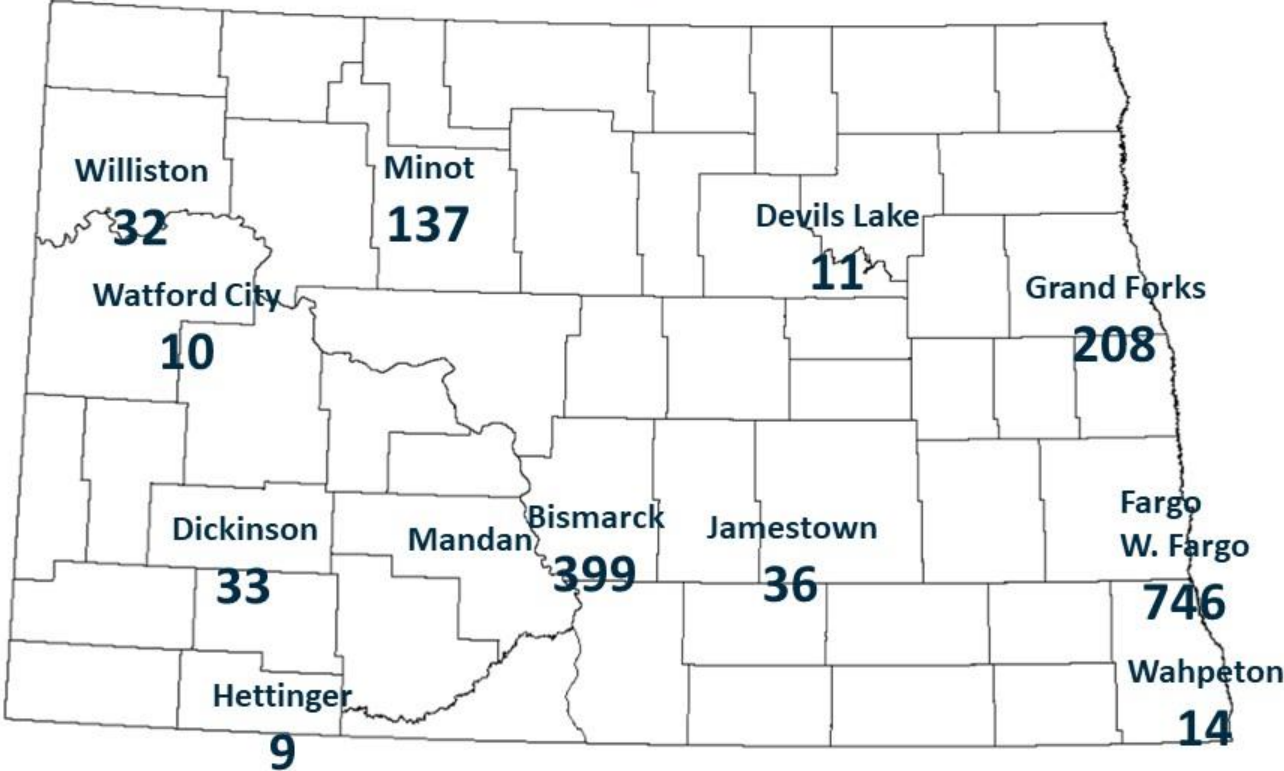 Williston
32
Minot
137
Devils Lake
11
Watford City
10
Grand Forks
208
Dickinson
33
Mandan
Bismarck
399
Jamestown
36
Fargo
W. Fargo
746
Hettinger
9
Wahpeton
14